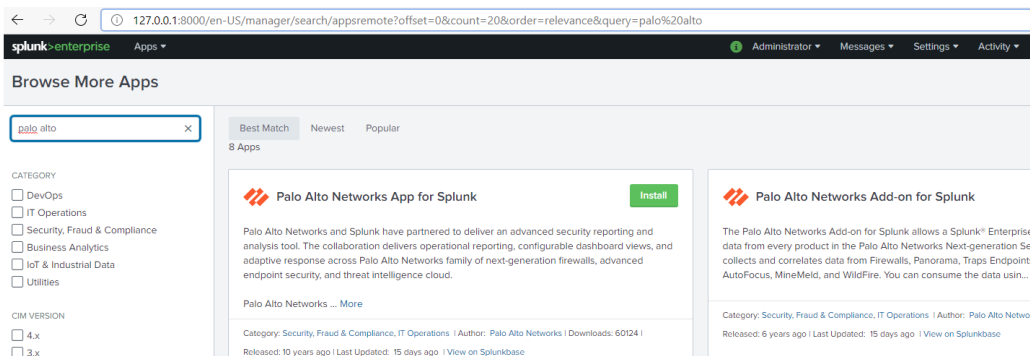 127.0.0.1:8000/en-US/manager/search/appsremote?offset=0&count=20&order=relevance&query=palo%20alto
splunk>enterprise Apps Administrator Messages Settings Activity
Browse More Apps
palo alto
Best Match Newest Popular
8 Apps
CATEGORY
DevOps
IT Operations
Security, Fraud & Compliance
Business Analytics
IoT & Industrial Data
Utilities
CIM VERSION
4.x
3.x
Palo Alto Networks App for Splunk
Install
Palo Alto Networks and Splunk have partnered to deliver an advanced security reporting and
analysis tool. The collaboration delivers operational reporting, configurable dashboard views, and
adaptive response across Palo Alto Networks family of next-generation firewalls, advanced
endpoint security, and threat intelligence cloud.
Palo Alto Networks ... More
Category: Security, Fraud & Compliance, IT Operations | Author: Palo Alto Networks | Downloads: 60124 |
Released: 10 years ago | Last Updated: 15 days ago | View on Splunkbase
Palo Alto Networks Add-on for Splunk
The Palo Alto Networks Add-on for Splunk allows a Splunk® Enterprise
data from every product in the Palo Alto Networks Next-generation Se
collects and correlates data from Firewalls, Panorama, Traps Endpoint
AutoFocus, MineMeld, and WildFire. You can consume the data usin...
Category: Security, Fraud & Compliance, IT Operations | Author: Palo Alto Netwo
Released: 6 years ago | Last Updated: 15 days ago | View on Splunkbase